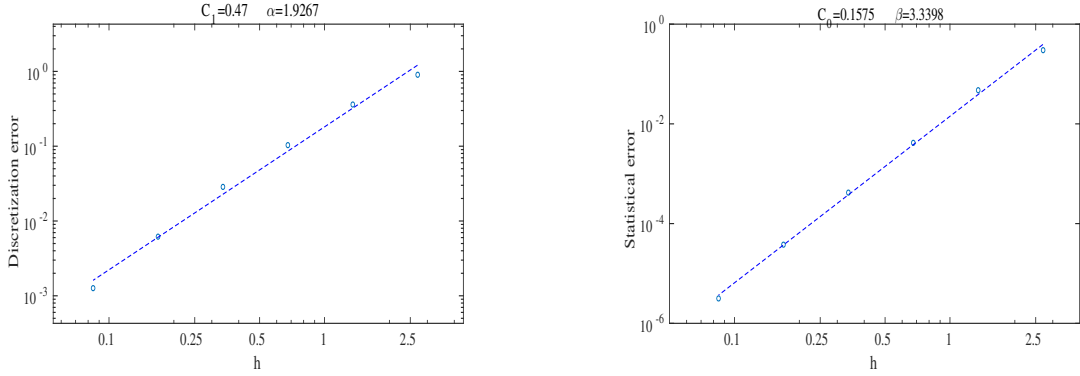 C_1=0.47 α=1.9267
Discretization error
10^0
10^-1
10^-2
10^-3
0.1 0.25 0.5 1 2.5
h
C_0=0.1575 β=3.3398
Statistical error
10^0
10^-2
10^-4
10^-6
0.1 0.25 0.5 1 2.5
h